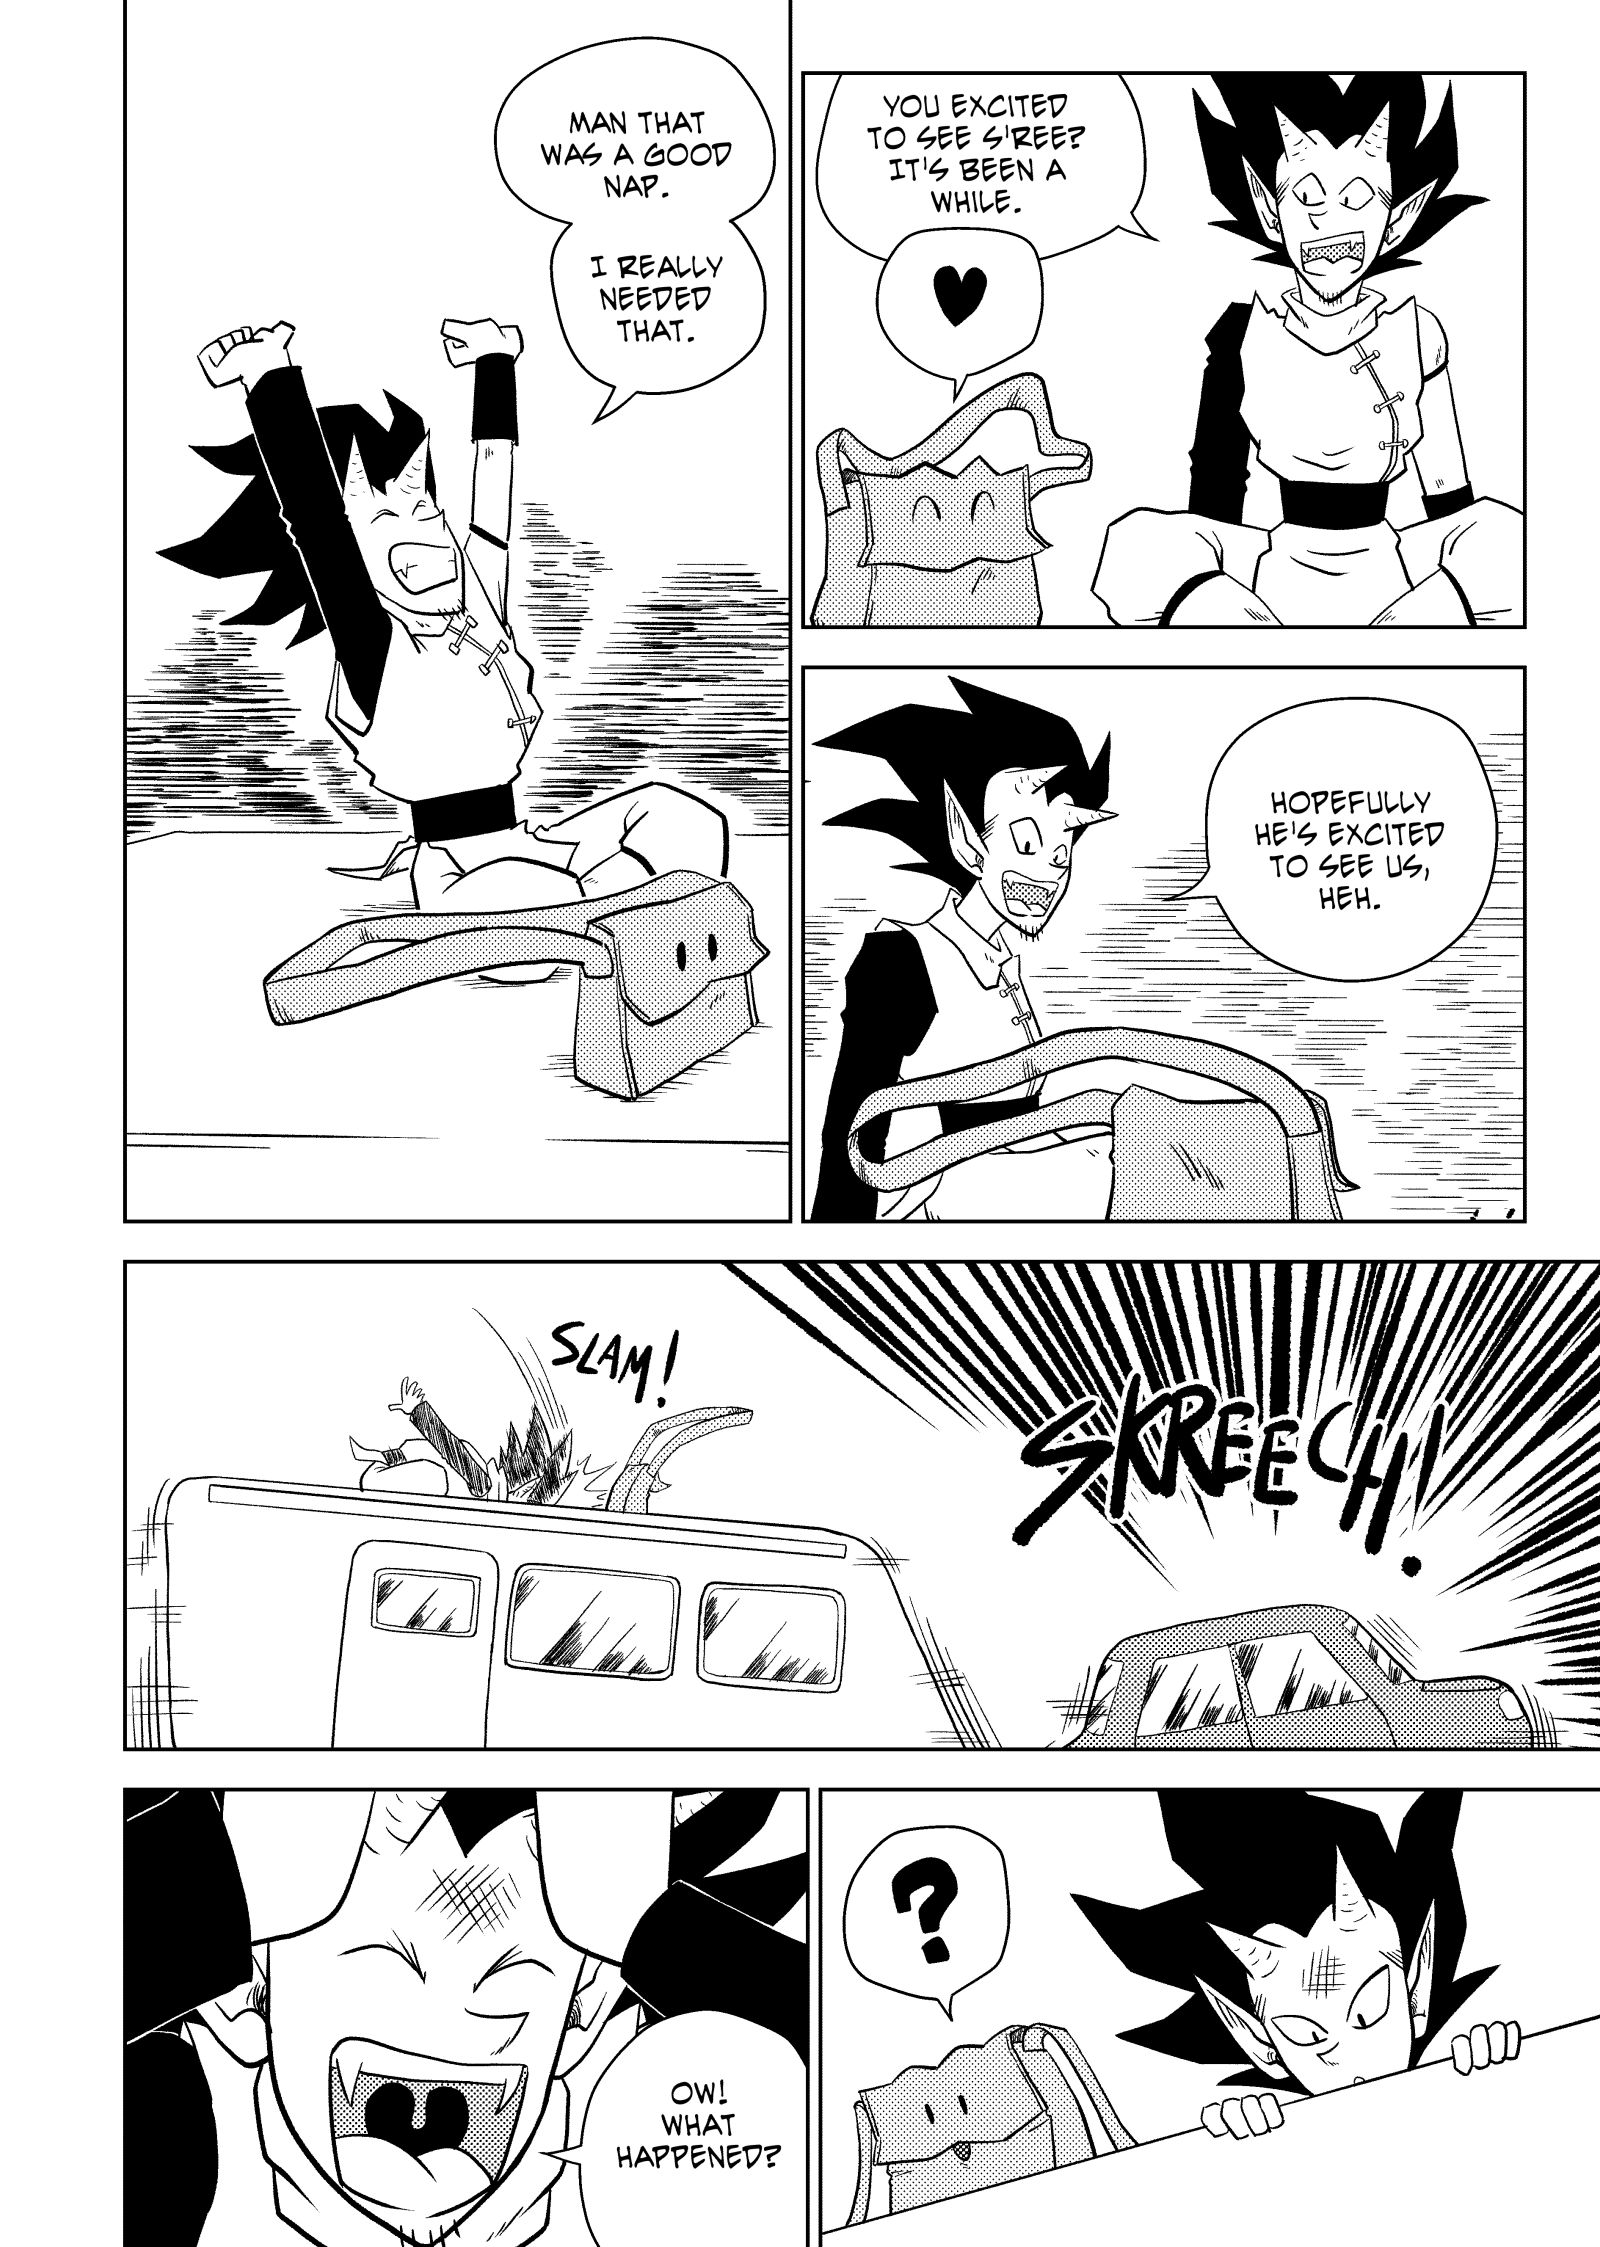 MAN THAT
WAS A GOOD
NAP.
I REALLY
NEEDED
THAT.
YOU EXCITED
TO SEE S'REE?
IT'S BEEN A
WHILE.
HOPEFULLY
HE'S EXCITED
TO SEE US,
HEH.
SLAM!
SKREECH!
OW!
WHAT
HAPPENED?
?